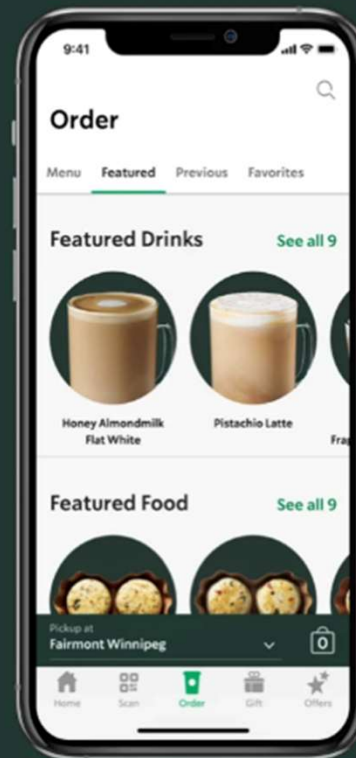 9:41
Order
Menu Featured Previous Favorites
Featured Drinks See all 9
Honey Almondmilk
Flat White
Pistachio Latte
Featured Food See all 9
Pickup at
Fairmont Winnipeg
0
Home Scan Order Gift Offers